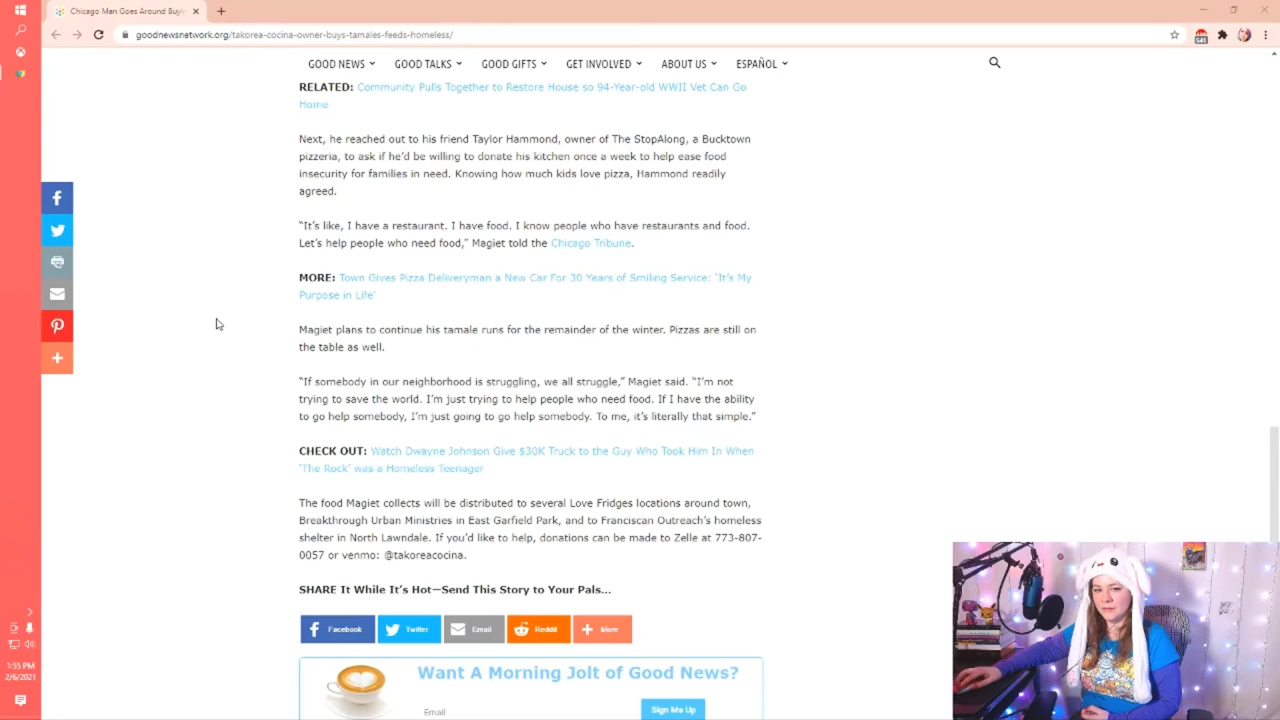 Chicago Man Goes Around Buyi
goodnewsnetwork.org/takorea-cocina-owner-buys-tamales-feeds-homeless/
GOOD NEWS GOOD TALKS GOOD GIFTS GET INVOLVED ABOUT US ESPAÑOL
RELATED: Community Pulls Together to Restore House so 94-Year-old WWII Vet Can Go
Home
Next, he reached out to his friend Taylor Hammond, owner of The StopAlong, a Bucktown
pizzeria, to ask if he'd be willing to donate his kitchen once a week to help ease food
insecurity for families in need. Knowing how much kids love pizza, Hammond readily
agreed.
“It's like, I have a restaurant. I have food. I know people who have restaurants and food.
Let's help people who need food,” Magiet told the Chicago Tribune.
MORE: Town Gives Pizza Deliveryman a New Car For 30 Years of Smiling Service: 'It's My
Purpose in Life'
Magiet plans to continue his tamale runs for the remainder of the winter. Pizzas are still on
the table as well.
“If somebody in our neighborhood is struggling, we all struggle,” Magiet said. “I'm not
trying to save the world. I'm just trying to help people who need food. If I have the ability
to go help somebody, I'm just going to go help somebody. To me, it's literally that simple.”
CHECK OUT: Watch Dwayne Johnson Give $30K Truck to the Guy Who Took Him In When
'The Rock' was a Homeless Teenager
The food Magiet collects will be distributed to several Love Fridges locations around town,
Breakthrough Urban Ministries in East Garfield Park, and to Franciscan Outreach's homeless
shelter in North Lawndale. If you'd like to help, donations can be made to Zelle at 773-807-
0057 or venmo: @takoreacocina.
SHARE It While It's Hot—Send This Story to Your Pals...
Facebook Twitter Email Reddit More
Want A Morning Jolt of Good News?
Email
Sign Me Up
1:55 PM
2/6/2021